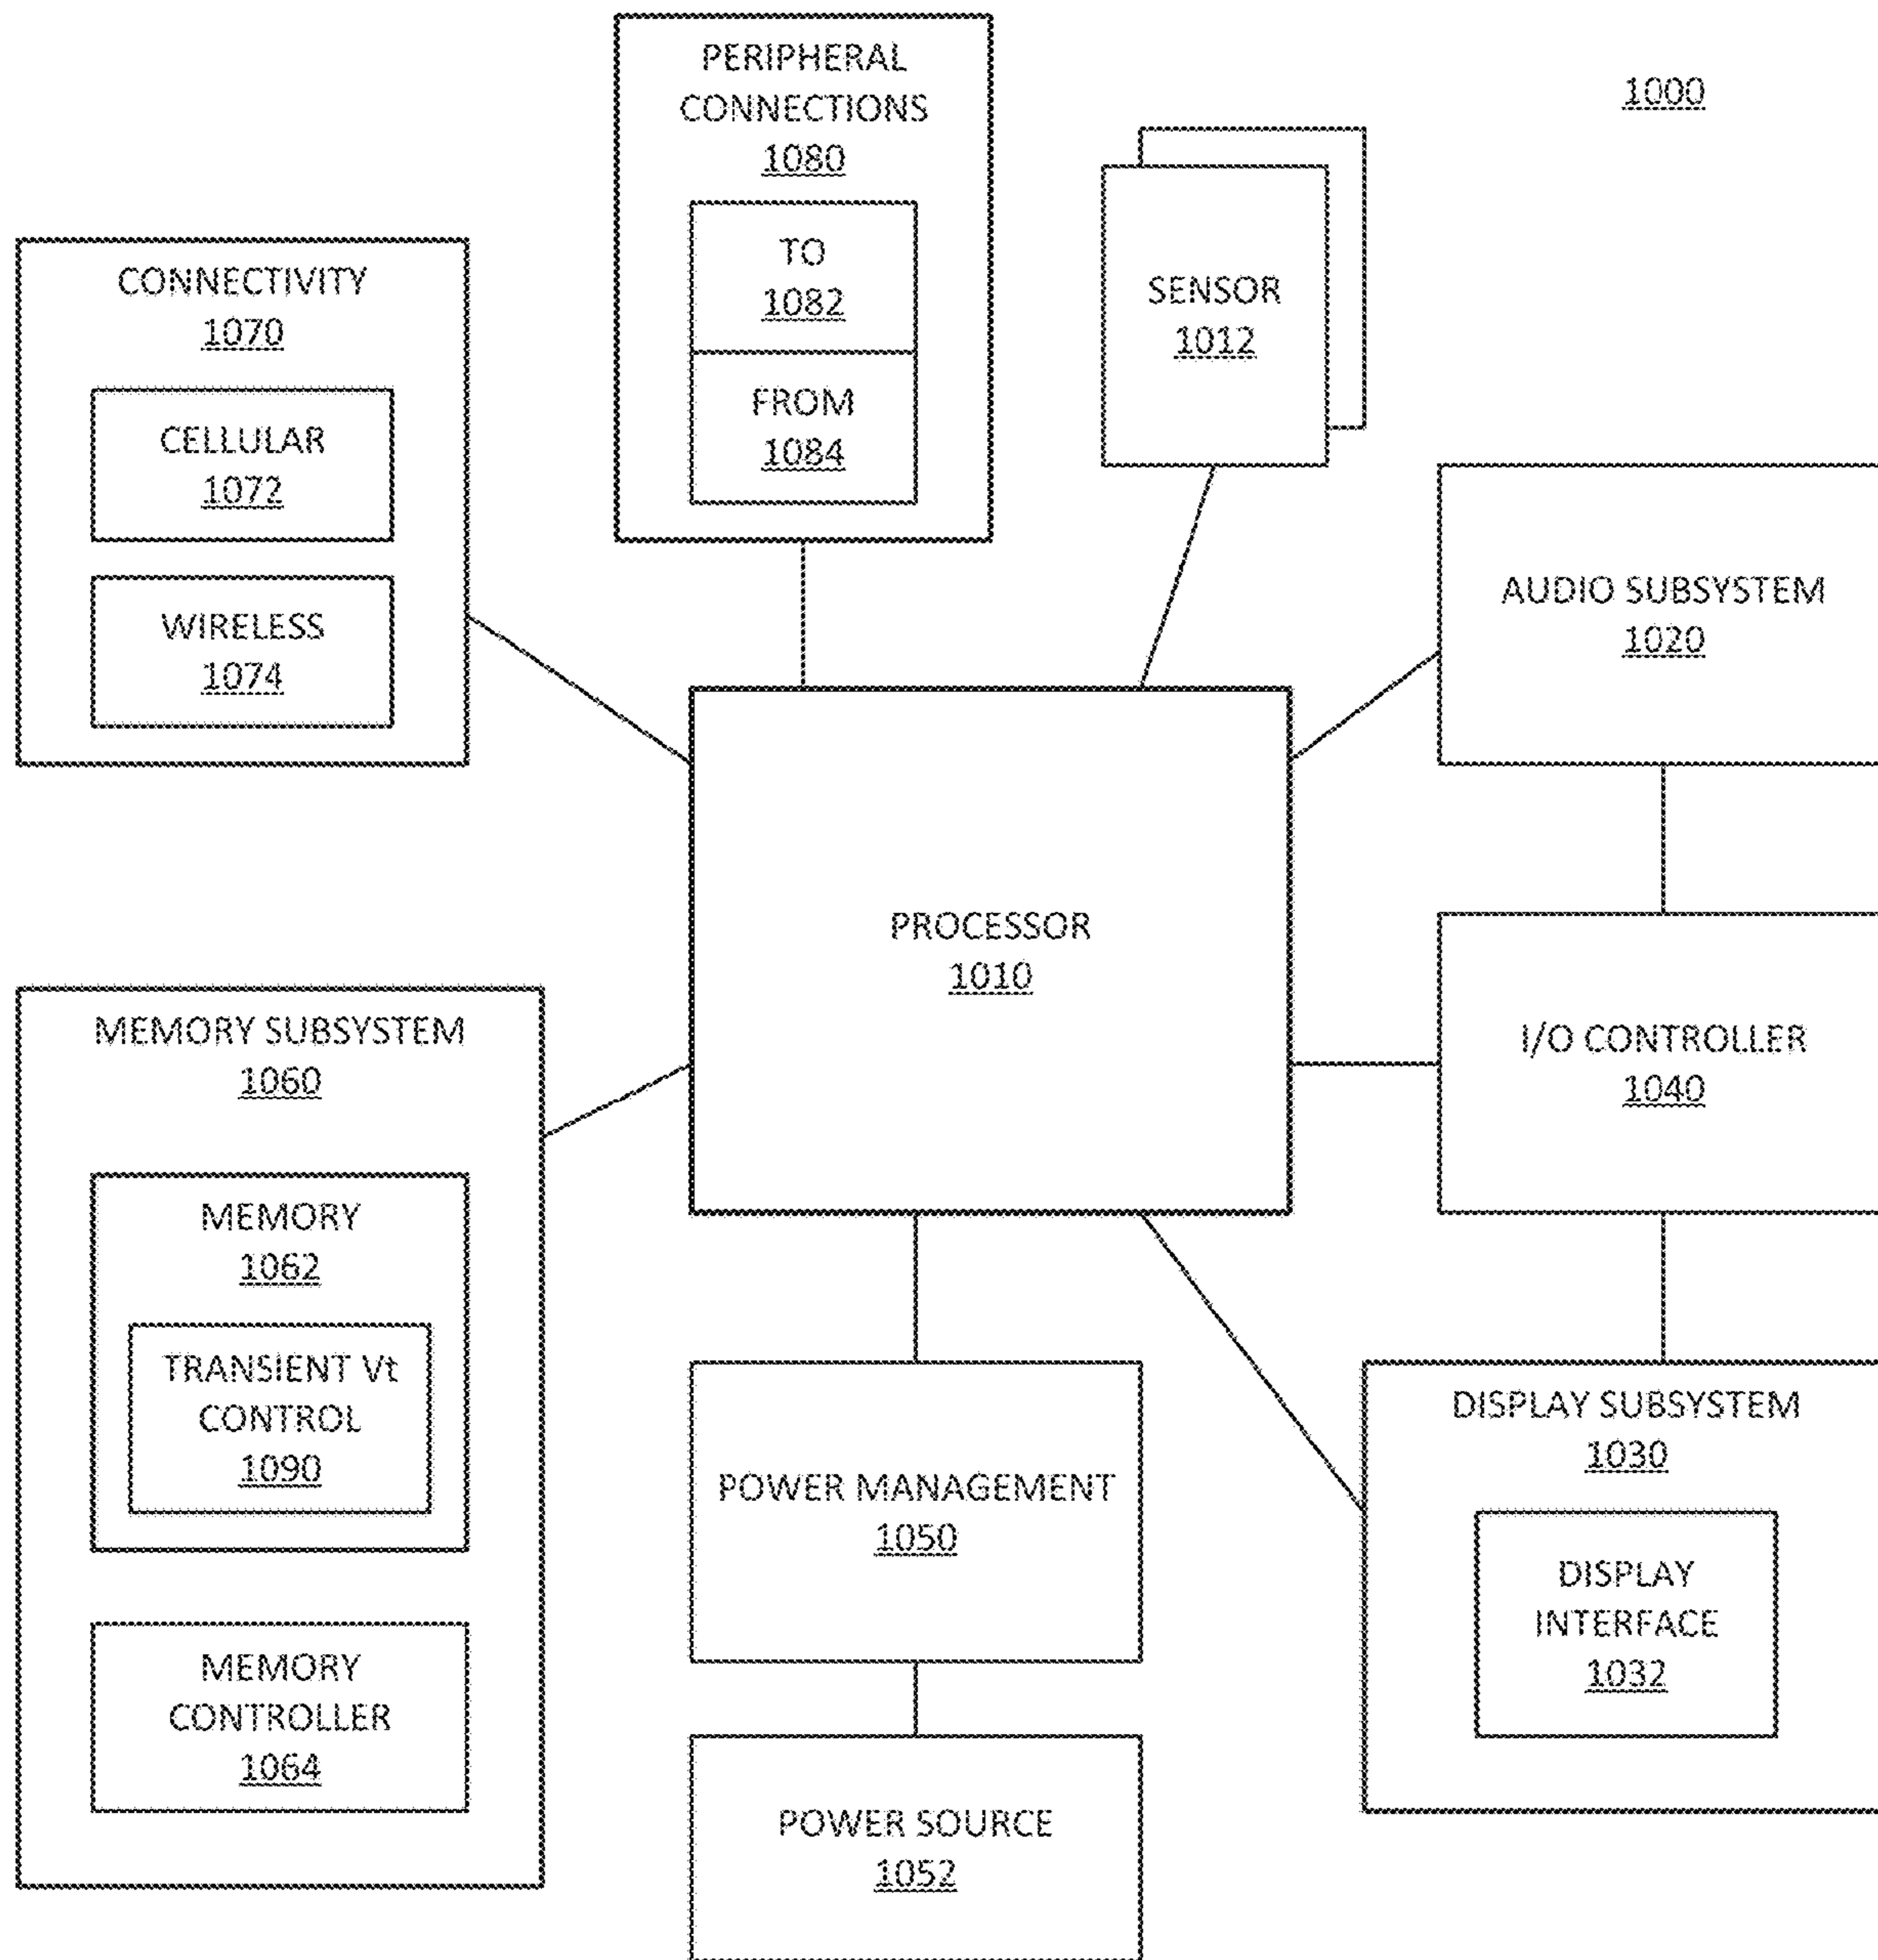 PERIPHERAL
CONNECTIONS
1080
TO
1082
FROM
1084
1000
SENSOR
1012
CONNECTIVITY
1070
CELLULAR
1072
WIRELESS
1074
AUDIO SUBSYSTEM
1020
PROCESSOR
1010
I/O CONTROLLER
1040
MEMORY SUBSYSTEM
1060
MEMORY
1062
TRANSIENT Vt
CONTROL
1090
MEMORY
CONTROLLER
1064
POWER MANAGEMENT
1050
POWER SOURCE
1052
DISPLAY SUBSYSTEM
1030
DISPLAY
INTERFACE
1032